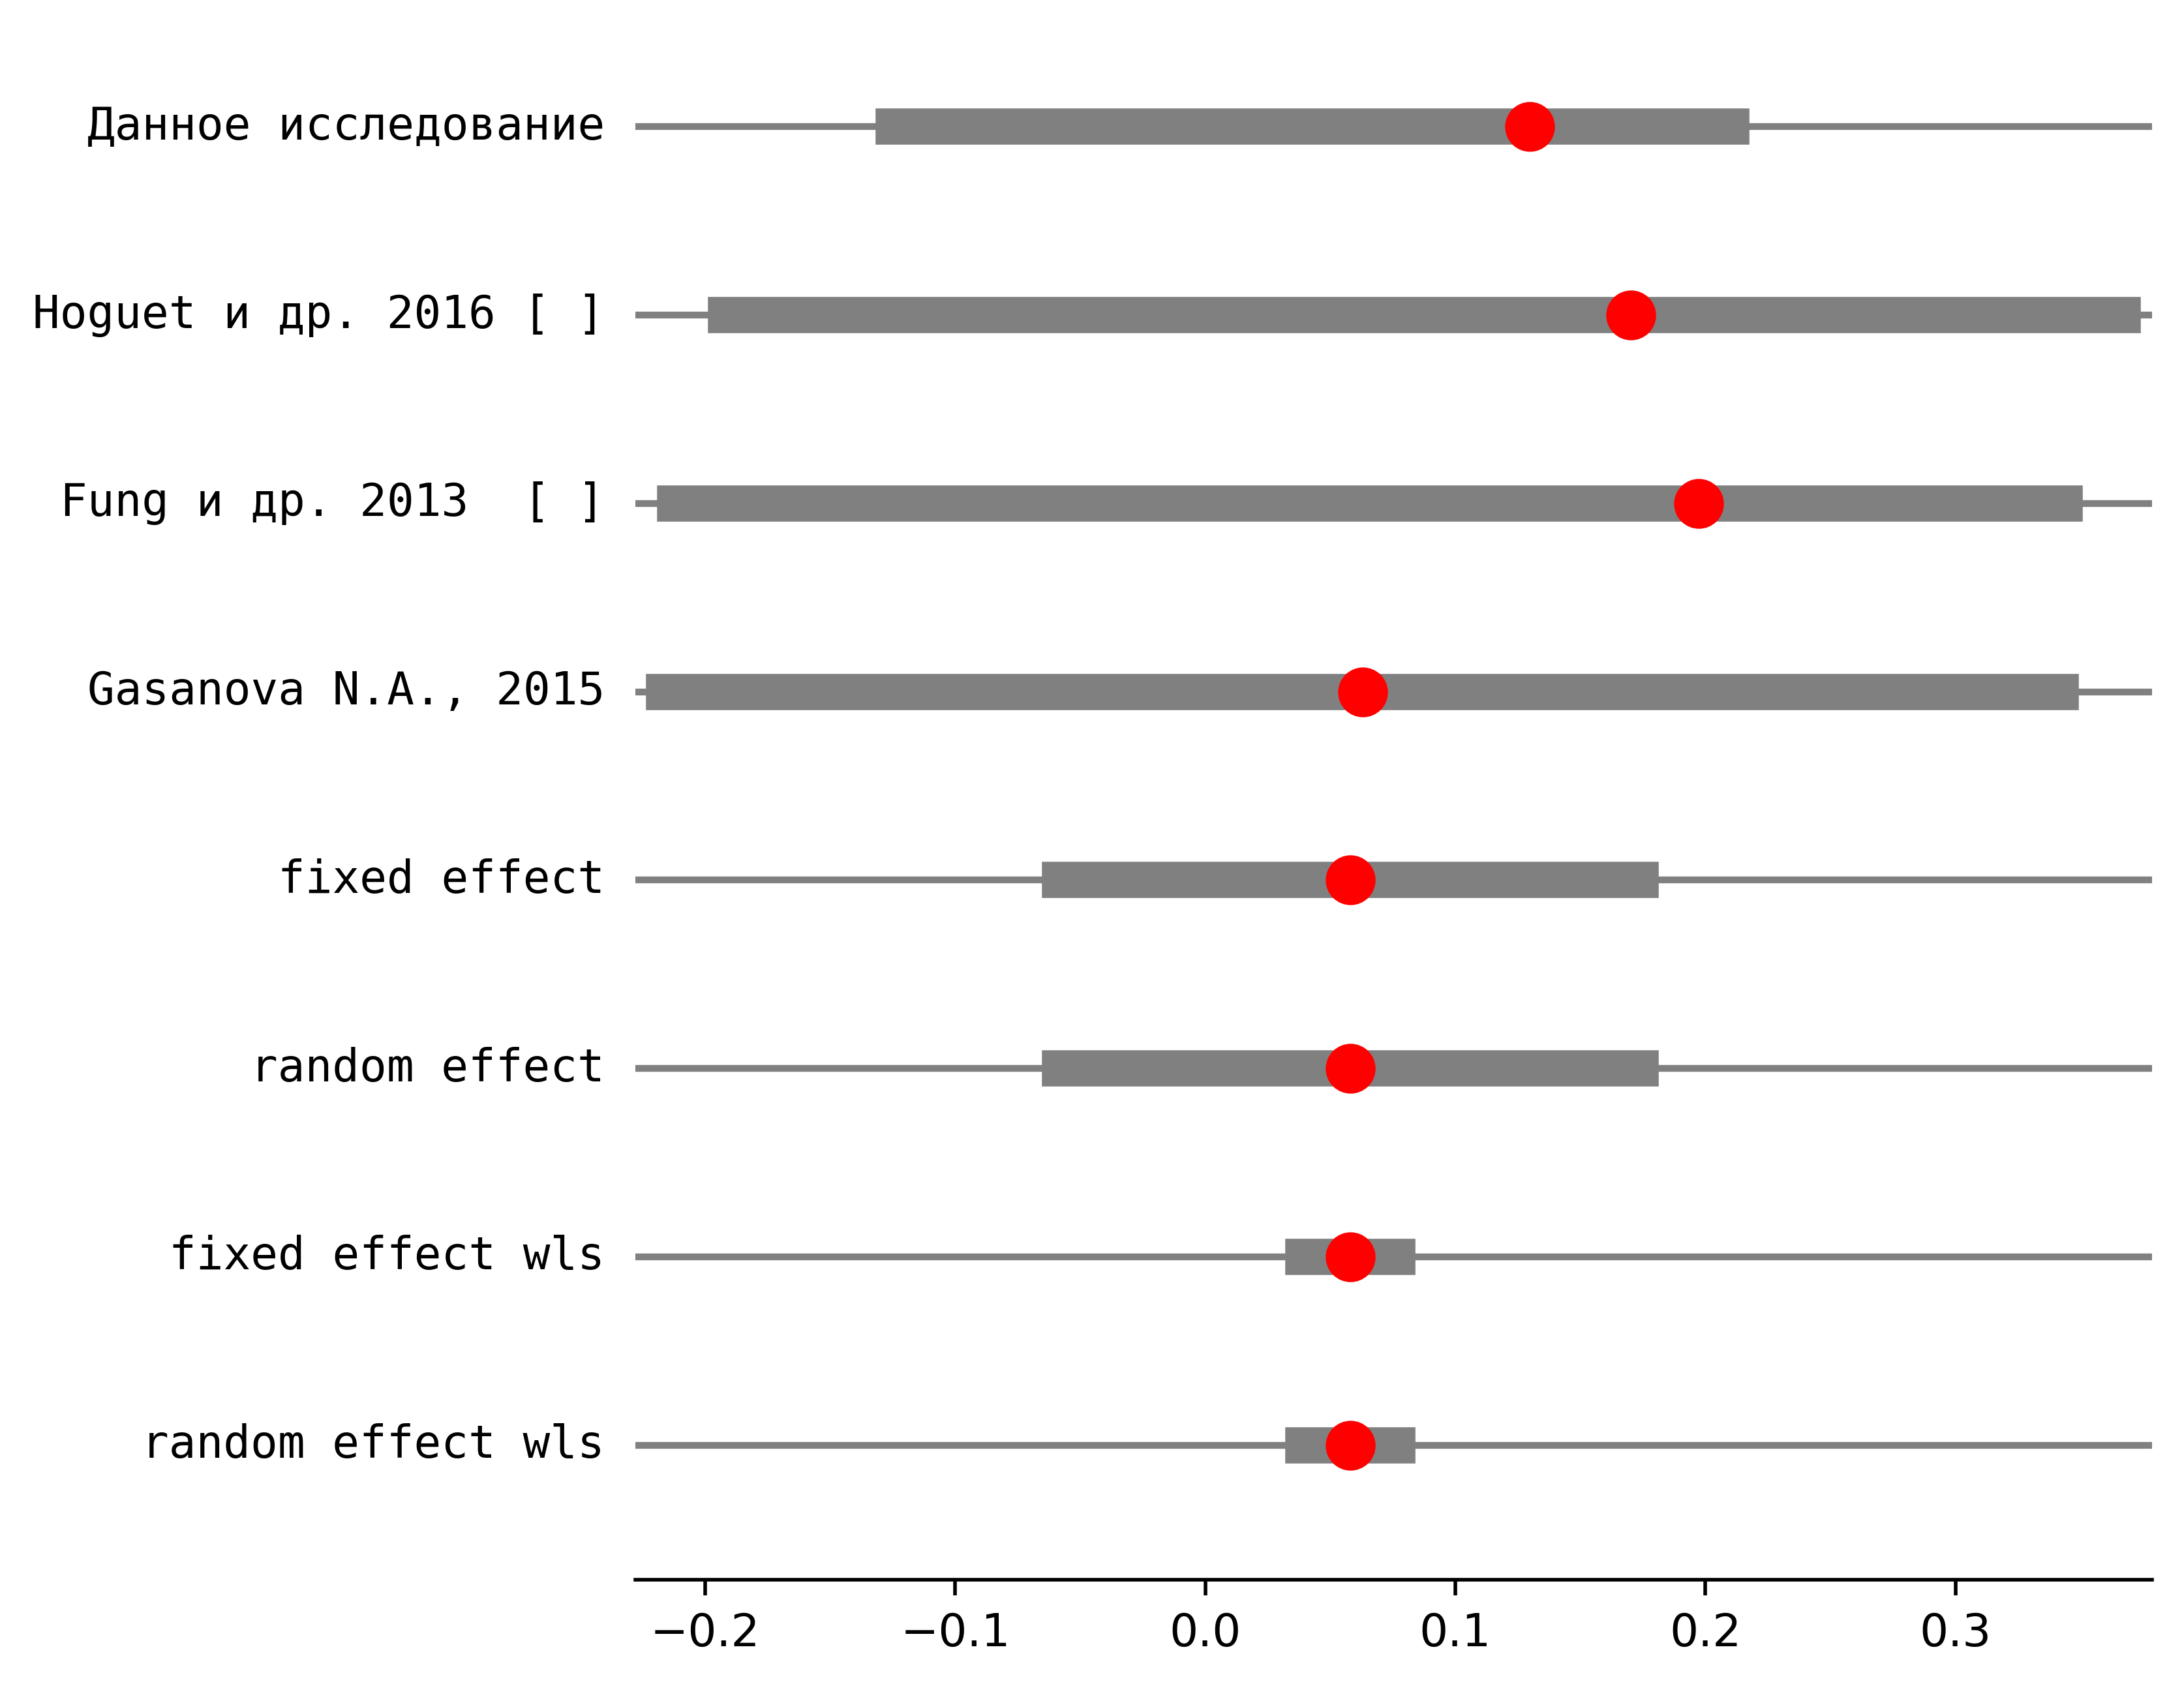 Данное исследование
Hoguet и др. 2016 [ ]
Fung и др. 2013  [ ]
Gasanova N.A., 2015
fixed effect
random effect
fixed effect wls
random effect wls
−0.2 −0.1 0.0 0.1 0.2 0.3